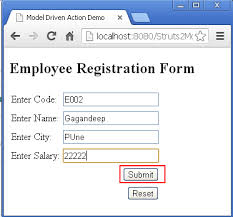 Model Driven Action Demo
localhost:8080/Struts2Mo
Employee Registration Form
Enter Code: E002
Enter Name: Gagandeep
Enter City: PUne
Enter Salary: 22222
Submit
Reset